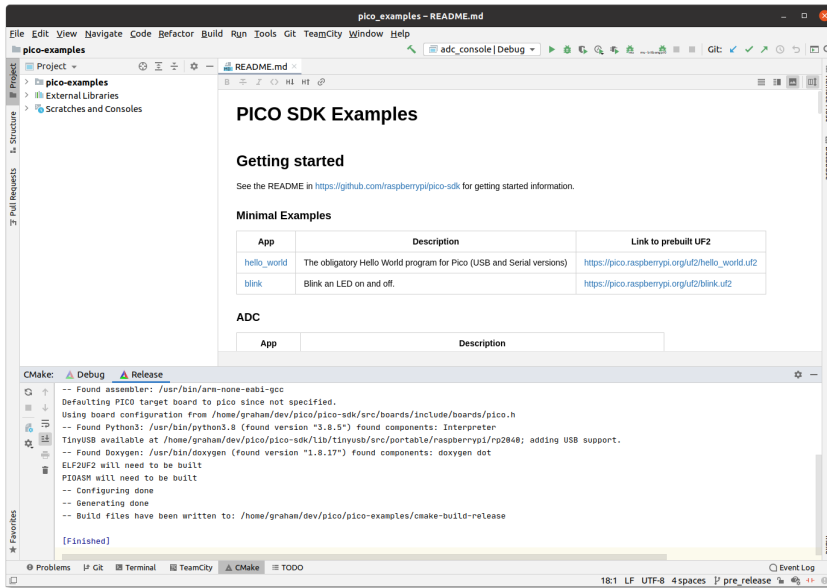 pico_examples – README.md
File Edit View Navigate Code Refactor Build Run Tools Git TeamCity Window Help
pico-examples
adc_console | Debug
Git:
Project
README.md
pico-examples
External Libraries
Scratches and Consoles
Project
Structure
Pull Requests
Favorites
B I H↓ H↑
PICO SDK Examples
Getting started
See the README in https://github.com/raspberrypi/pico-sdk for getting started information.
Minimal Examples
App Description Link to prebuilt UF2
hello_world The obligatory Hello World program for Pico (USB and Serial versions) https://pico.raspberrypi.org/uf2/hello_world.uf2
blink Blink an LED on and off. https://pico.raspberrypi.org/uf2/blink.uf2
ADC
App Description
CMake: Debug Release
-- Found assembler: /usr/bin/arm-none-eabi-gcc
Defaulting PICO target board to pico since not specified.
Using board configuration from /home/graham/dev/pico/pico-sdk/src/boards/include/boards/pico.h
-- Found Python3: /usr/bin/python3.8 (found version "3.8.5") found components: Interpreter
TinyUSB available at /home/graham/dev/pico/pico-sdk/lib/tinyusb/src/portable/raspberrypi/rp2040; adding USB support.
-- Found Doxygen: /usr/bin/doxygen (found version "1.8.17") found components: doxygen dot
ELF2UF2 will need to be built
PIOASM will need to be built
-- Configuring done
-- Generating done
-- Build files have been written to: /home/graham/dev/pico/pico-examples/cmake-build-release
[Finished]
Problems Git Terminal TeamCity CMake TODO Event Log
18:1 LF UTF-8 4 spaces pre_release